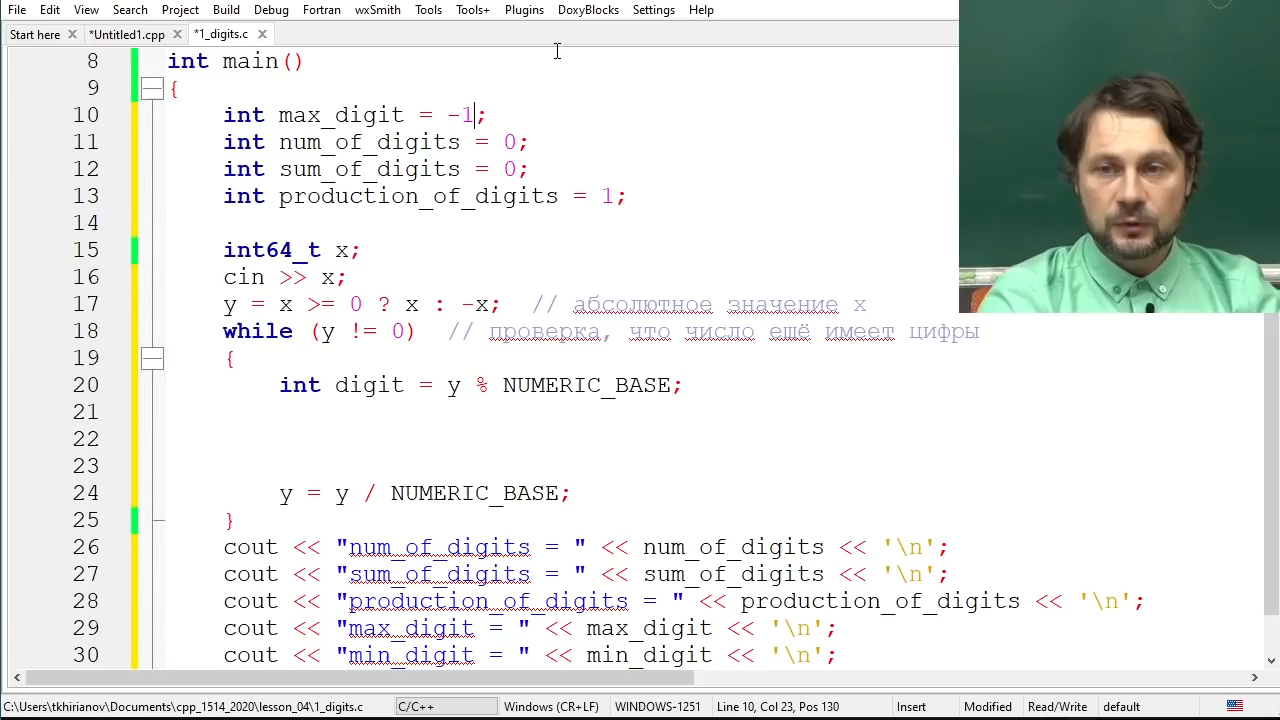 File Edit View Search Project Build Debug Fortran wxSmith Tools Tools+ Plugins DoxyBlocks Settings Help
Start here *Untitled1.cpp *1_digits.c
8 int main()
9 {
10 int max_digit = -1;
11 int num_of_digits = 0;
12 int sum_of_digits = 0;
13 int production_of_digits = 1;
14
15 int64_t x;
16 cin >> x;
17 y = x >= 0 ? x : -x; // абсолютное значение x
18 while (y != 0) // проверка, что число ещё имеет цифры
19 {
20 int digit = y % NUMERIC_BASE;
21
22
23
24 y = y / NUMERIC_BASE;
25 }
26 cout << "num_of_digits = " << num_of_digits << '\n';
27 cout << "sum_of_digits = " << sum_of_digits << '\n';
28 cout << "production_of_digits = " << production_of_digits << '\n';
29 cout << "max_digit = " << max_digit << '\n';
30 cout << "min_digit = " << min_digit << '\n';
C:\Users\tkhirianov\Documents\cpp_1514_2020\lesson_04\1_digits.c C/C++ Windows (CR+LF) WINDOWS-1251 Line 10, Col 23, Pos 130 Insert Modified Read/Write default